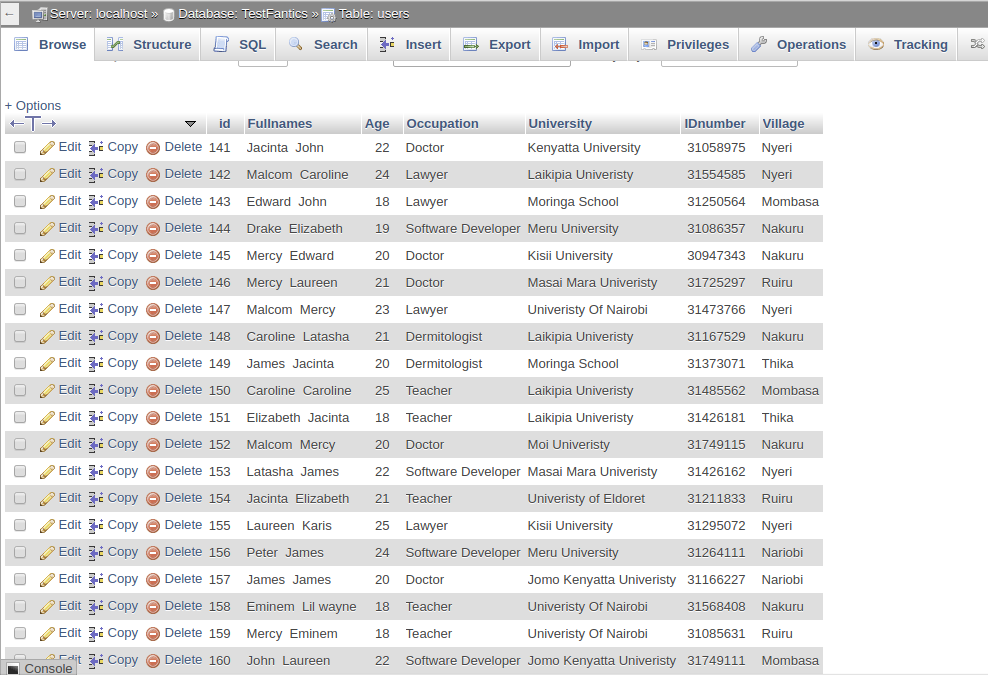 ← Server: localhost » Database: TestFantics » Table: users
Browse Structure SQL Search Insert Export Import Privileges Operations Tracking
+ Options
←T→ id Fullnames Age Occupation University IDnumber Village
Edit Copy Delete 141 Jacinta John 22 Doctor Kenyatta University 31058975 Nyeri
Edit Copy Delete 142 Malcom Caroline 24 Lawyer Laikipia Univeristy 31554585 Nyeri
Edit Copy Delete 143 Edward John 18 Lawyer Moringa School 31250564 Mombasa
Edit Copy Delete 144 Drake Elizabeth 19 Software Developer Meru University 31086357 Nakuru
Edit Copy Delete 145 Mercy Edward 20 Doctor Kisii University 30947343 Nakuru
Edit Copy Delete 146 Mercy Laureen 21 Doctor Masai Mara Univeristy 31725297 Ruiru
Edit Copy Delete 147 Malcom Mercy 23 Lawyer Univeristy Of Nairobi 31473766 Nyeri
Edit Copy Delete 148 Caroline Latasha 21 Dermitologist Laikipia Univeristy 31167529 Nakuru
Edit Copy Delete 149 James Jacinta 20 Dermitologist Moringa School 31373071 Thika
Edit Copy Delete 150 Caroline Caroline 25 Teacher Laikipia Univeristy 31485562 Mombasa
Edit Copy Delete 151 Elizabeth Jacinta 18 Teacher Laikipia Univeristy 31426181 Thika
Edit Copy Delete 152 Malcom Mercy 20 Doctor Moi Univeristy 31749115 Nakuru
Edit Copy Delete 153 Latasha James 22 Software Developer Masai Mara Univeristy 31426162 Nyeri
Edit Copy Delete 154 Jacinta Elizabeth 21 Teacher Univeristy of Eldoret 31211833 Ruiru
Edit Copy Delete 155 Laureen Karis 25 Lawyer Kisii University 31295072 Nyeri
Edit Copy Delete 156 Peter James 24 Software Developer Meru University 31264111 Nariobi
Edit Copy Delete 157 James James 20 Doctor Jomo Kenyatta Univeristy 31166227 Nariobi
Edit Copy Delete 158 Eminem Lil wayne 18 Teacher Univeristy Of Nairobi 31568408 Nakuru
Edit Copy Delete 159 Mercy Eminem 18 Teacher Univeristy Of Nairobi 31085631 Ruiru
Edit Copy Delete 160 John Laureen 22 Software Developer Jomo Kenyatta Univeristy 31749111 Mombasa
Console